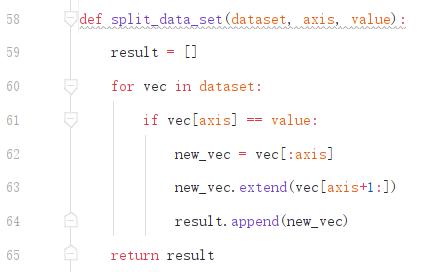 58 def split_data_set(dataset, axis, value):
59     result = []
60     for vec in dataset:
61         if vec[axis] == value:
62             new_vec = vec[:axis]
63             new_vec.extend(vec[axis+1:])
64             result.append(new_vec)
65     return result